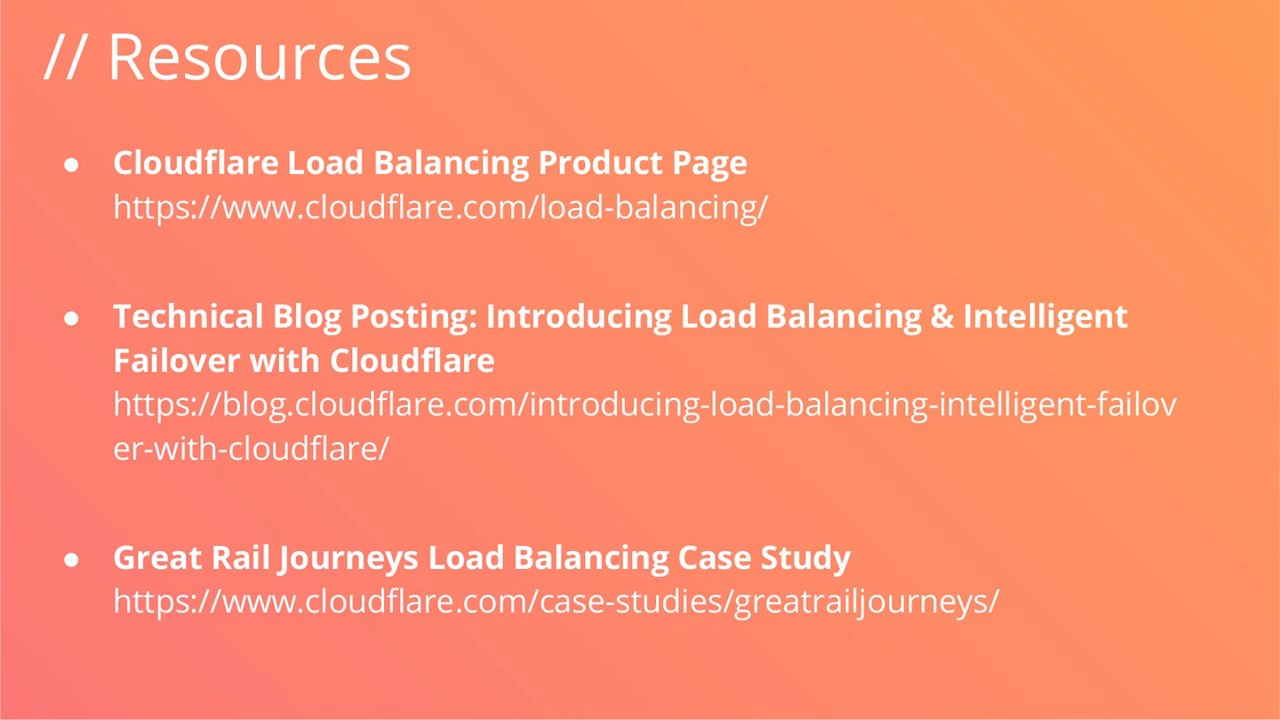 // Resources
● Cloudflare Load Balancing Product Page
https://www.cloudflare.com/load-balancing/
● Technical Blog Posting: Introducing Load Balancing & Intelligent
Failover with Cloudflare
https://blog.cloudflare.com/introducing-load-balancing-intelligent-failov
er-with-cloudflare/
● Great Rail Journeys Load Balancing Case Study
https://www.cloudflare.com/case-studies/greatrailjourneys/